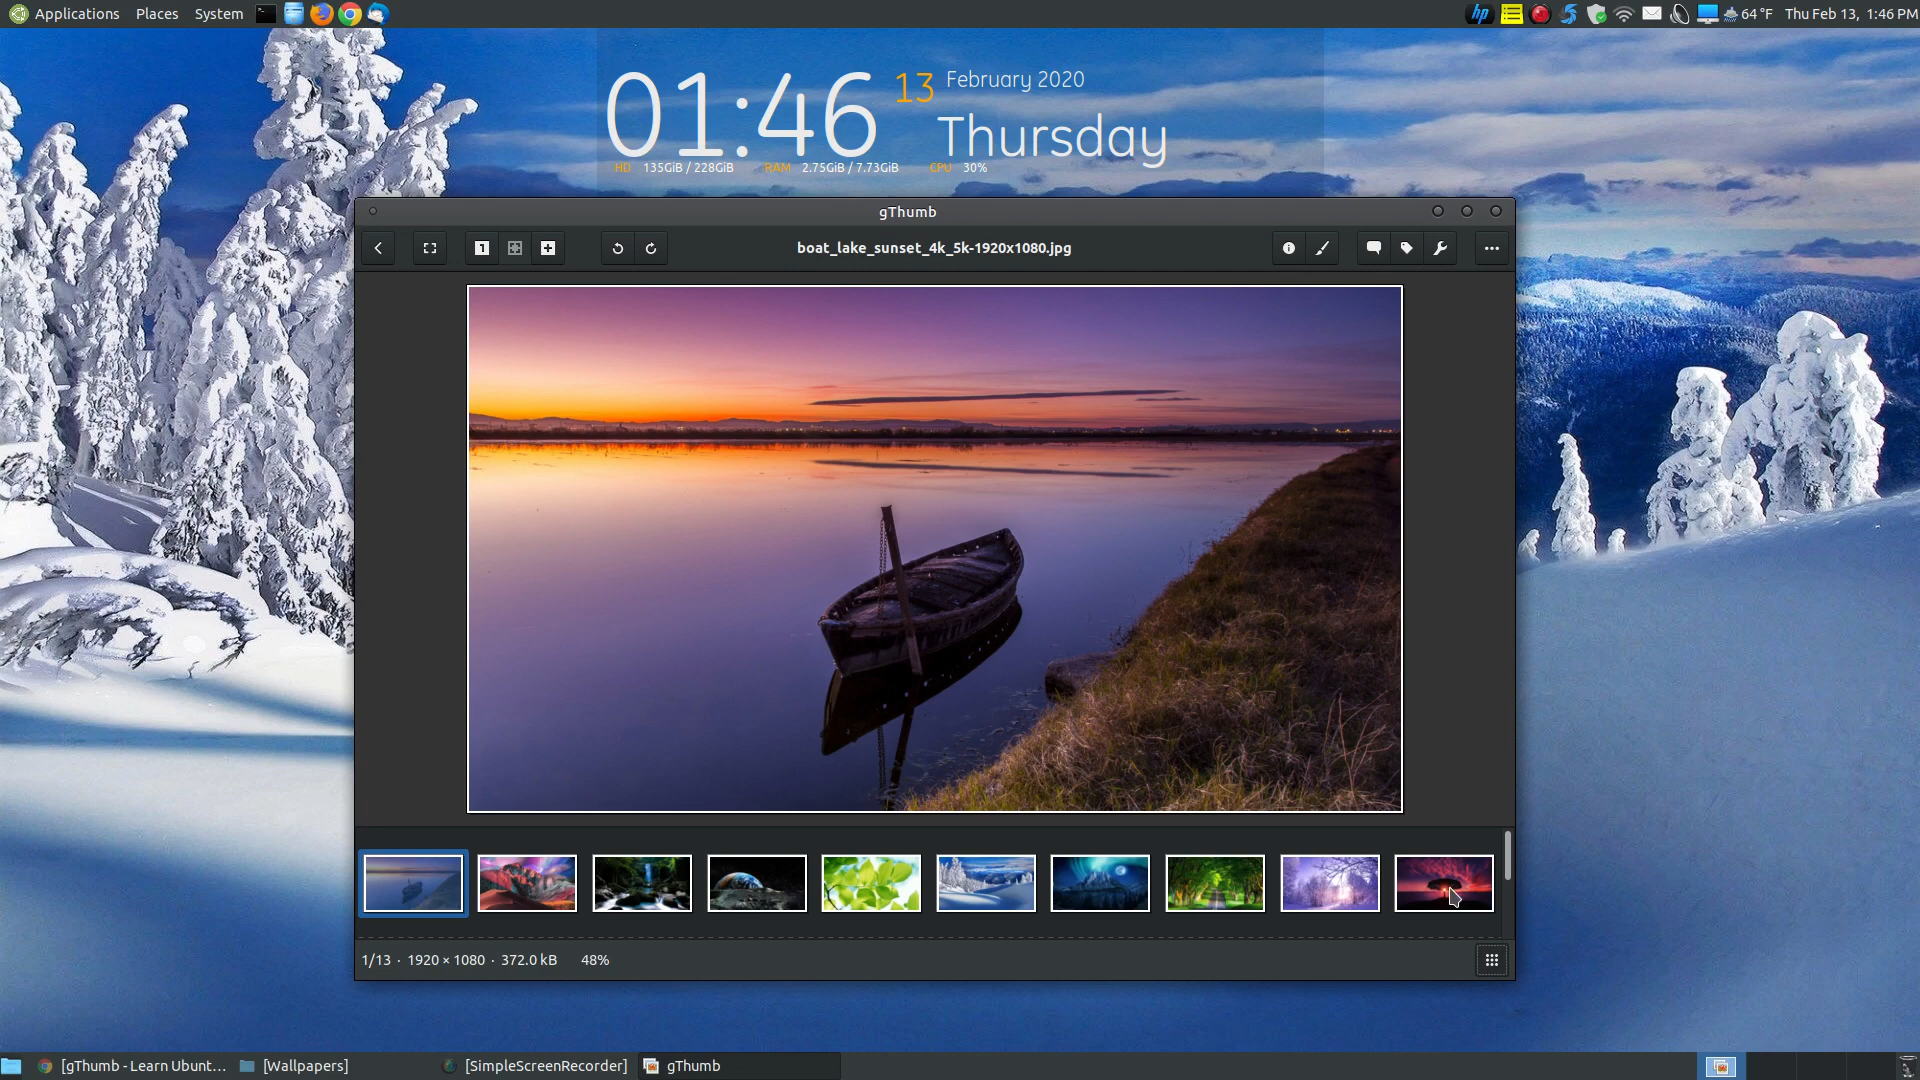 Applications Places System
hp 64 °F Thu Feb 13, 1:46 PM
01:46 13 February 2020
Thursday
HD 135GiB / 228GiB RAM 2.75GiB / 7.73GiB CPU 30%
gThumb
1 boat_lake_sunset_4k_5k-1920x1080.jpg
1/13 · 1920 × 1080 · 372.0 kB 48%
[gThumb - Learn Ubunt... [Wallpapers] [SimpleScreenRecorder] gThumb